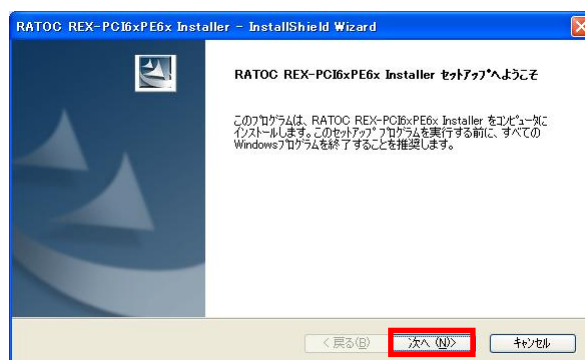 RATOC REX-PCI6xPE6x Installer - InstallShield Wizard
RATOC REX-PCI6xPE6x Installer セットアップへようこそ
このプログラムは、RATOC REX-PCI6xPE6x Installer をコンピュータに
インストールします。このセットアップ プログラムを実行する前に、すべての
Windowsプログラムを終了することを推奨します。
< 戻る(B)
次へ (N)>
キャンセル